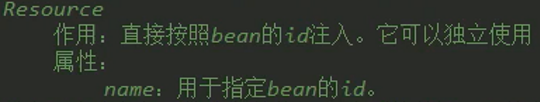 Resource
作用：直接按照bean的id注入。它可以独立使用
属性：
name：用于指定bean的id。